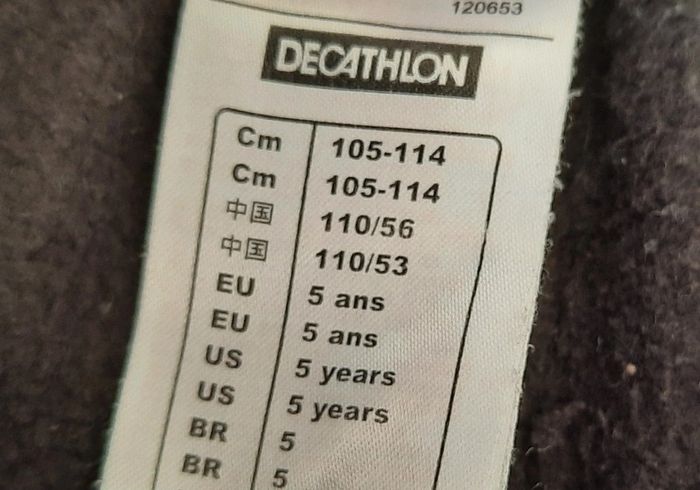 120653
DECATHLON
Cm 105-114
Cm 105-114
中国 110/56
中国 110/53
EU 5 ans
EU 5 ans
US 5 years
US 5 years
BR 5
BR 5